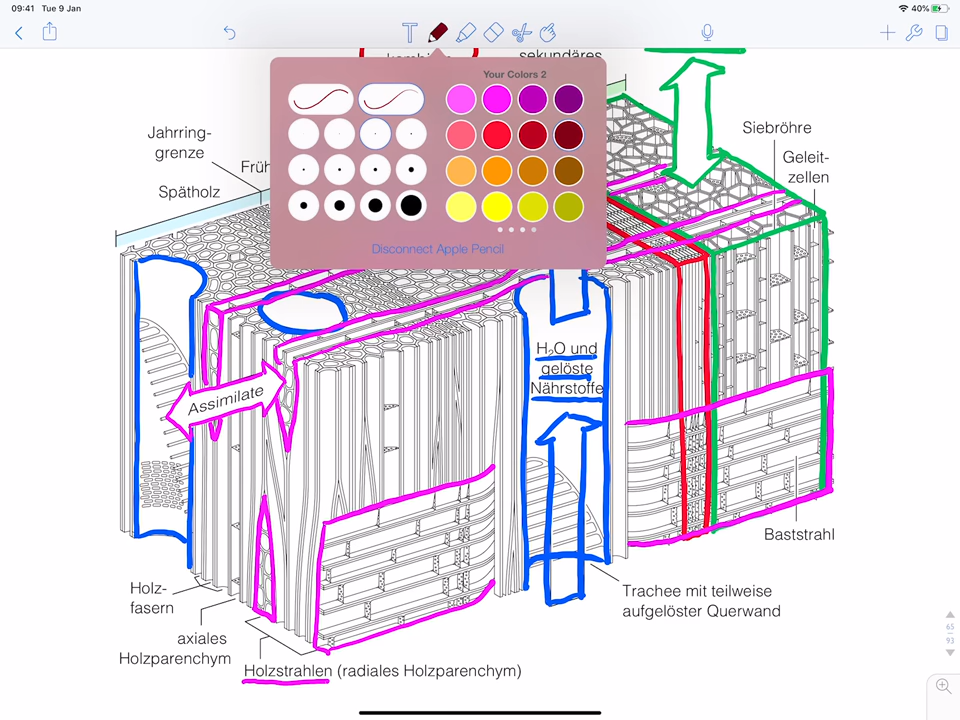 09:41 Tue 9 Jan
40%
T
sekundäres
Your Colors 2
Disconnect Apple Pencil
Jahrring-
grenze
Spätholz
Siebröhre
Geleit-
zellen
Assimilate
H₂O und
gelöste
Nährstoffe
Baststrahl
Trachee mit teilweise
aufgelöster Querwand
Holz-
fasern
axiales
Holzparenchym
Holzstrahlen (radiales Holzparenchym)
65
93